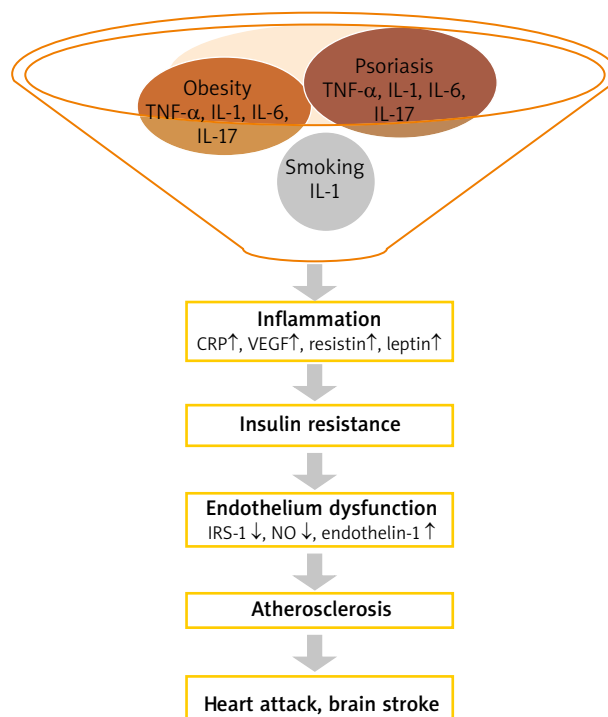 Psoriasis
TNF-α, IL-1, IL-6,
IL-17
Obesity
TNF-α, IL-1, IL-6,
IL-17
Smoking
IL-1
Inflammation
CRP↑, VEGF↑, resistin↑, leptin↑
Insulin resistance
Endothelium dysfunction
IRS-1 ↓, NO ↓, endothelin-1 ↑
Atherosclerosis
Heart attack, brain stroke